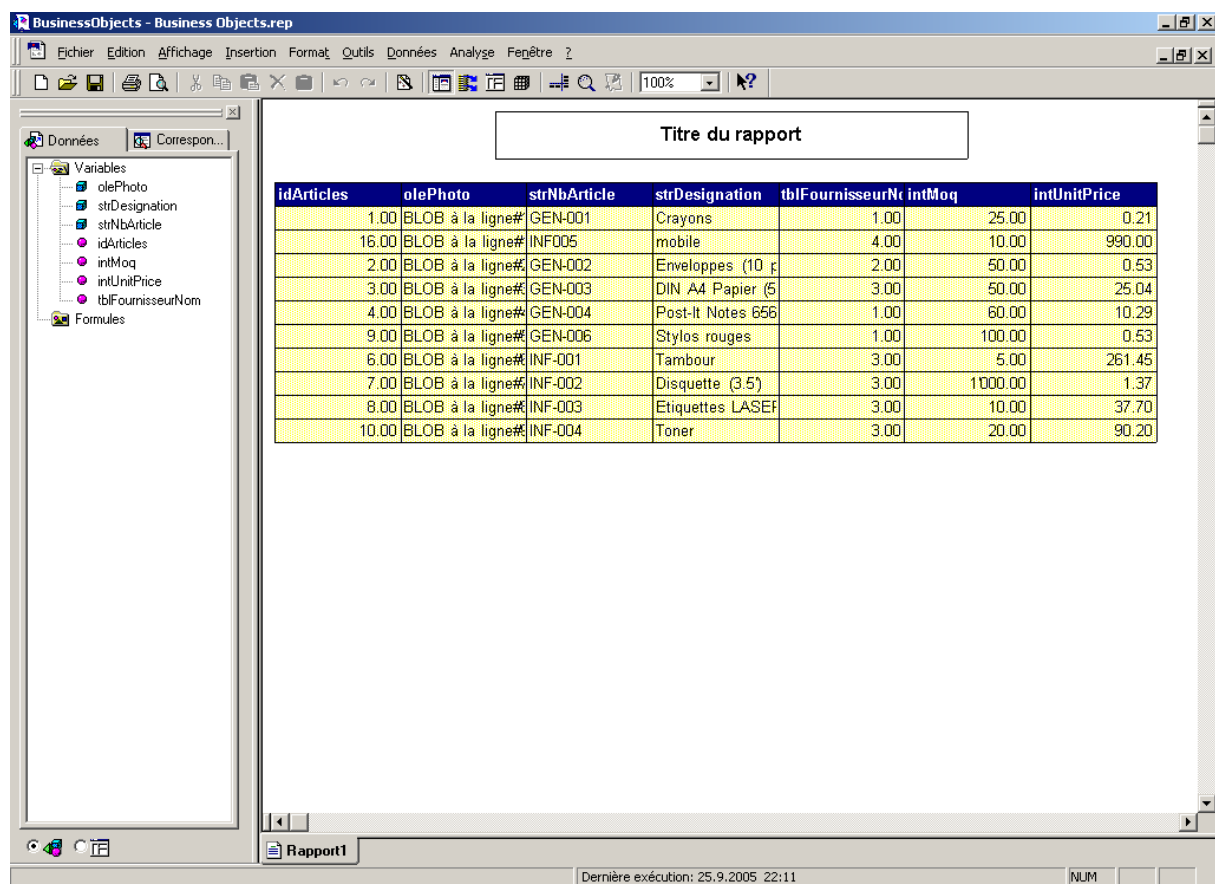 BusinessObjects - Business Objects.rep
Fichier Edition Affichage Insertion Format Outils Données Analyse Fenêtre ?
100%
Données Correspon...
Variables
olePhoto
strDesignation
strNbArticle
idArticles
intMoq
intUnitPrice
tblFournisseurNom
Formules
Titre du rapport
idArticles olePhoto strNbArticle strDesignation tblFournisseurNo intMoq intUnitPrice
1.00 BLOB à la ligne# GEN-001 Crayons 1.00 25.00 0.21
16.00 BLOB à la ligne# INF005 mobile 4.00 10.00 990.00
2.00 BLOB à la ligne# GEN-002 Enveloppes (10 p 2.00 50.00 0.53
3.00 BLOB à la ligne# GEN-003 DIN A4 Papier (5 3.00 50.00 25.04
4.00 BLOB à la ligne# GEN-004 Post-It Notes 656 1.00 60.00 10.29
9.00 BLOB à la ligne# GEN-006 Stylos rouges 1.00 100.00 0.53
6.00 BLOB à la ligne# INF-001 Tambour 3.00 5.00 261.45
7.00 BLOB à la ligne# INF-002 Disquette (3.5') 3.00 1'000.00 1.37
8.00 BLOB à la ligne# INF-003 Etiquettes LASER 3.00 10.00 37.70
10.00 BLOB à la ligne# INF-004 Toner 3.00 20.00 90.20
Rapport1
Dernière exécution: 25.9.2005 22:11 NUM